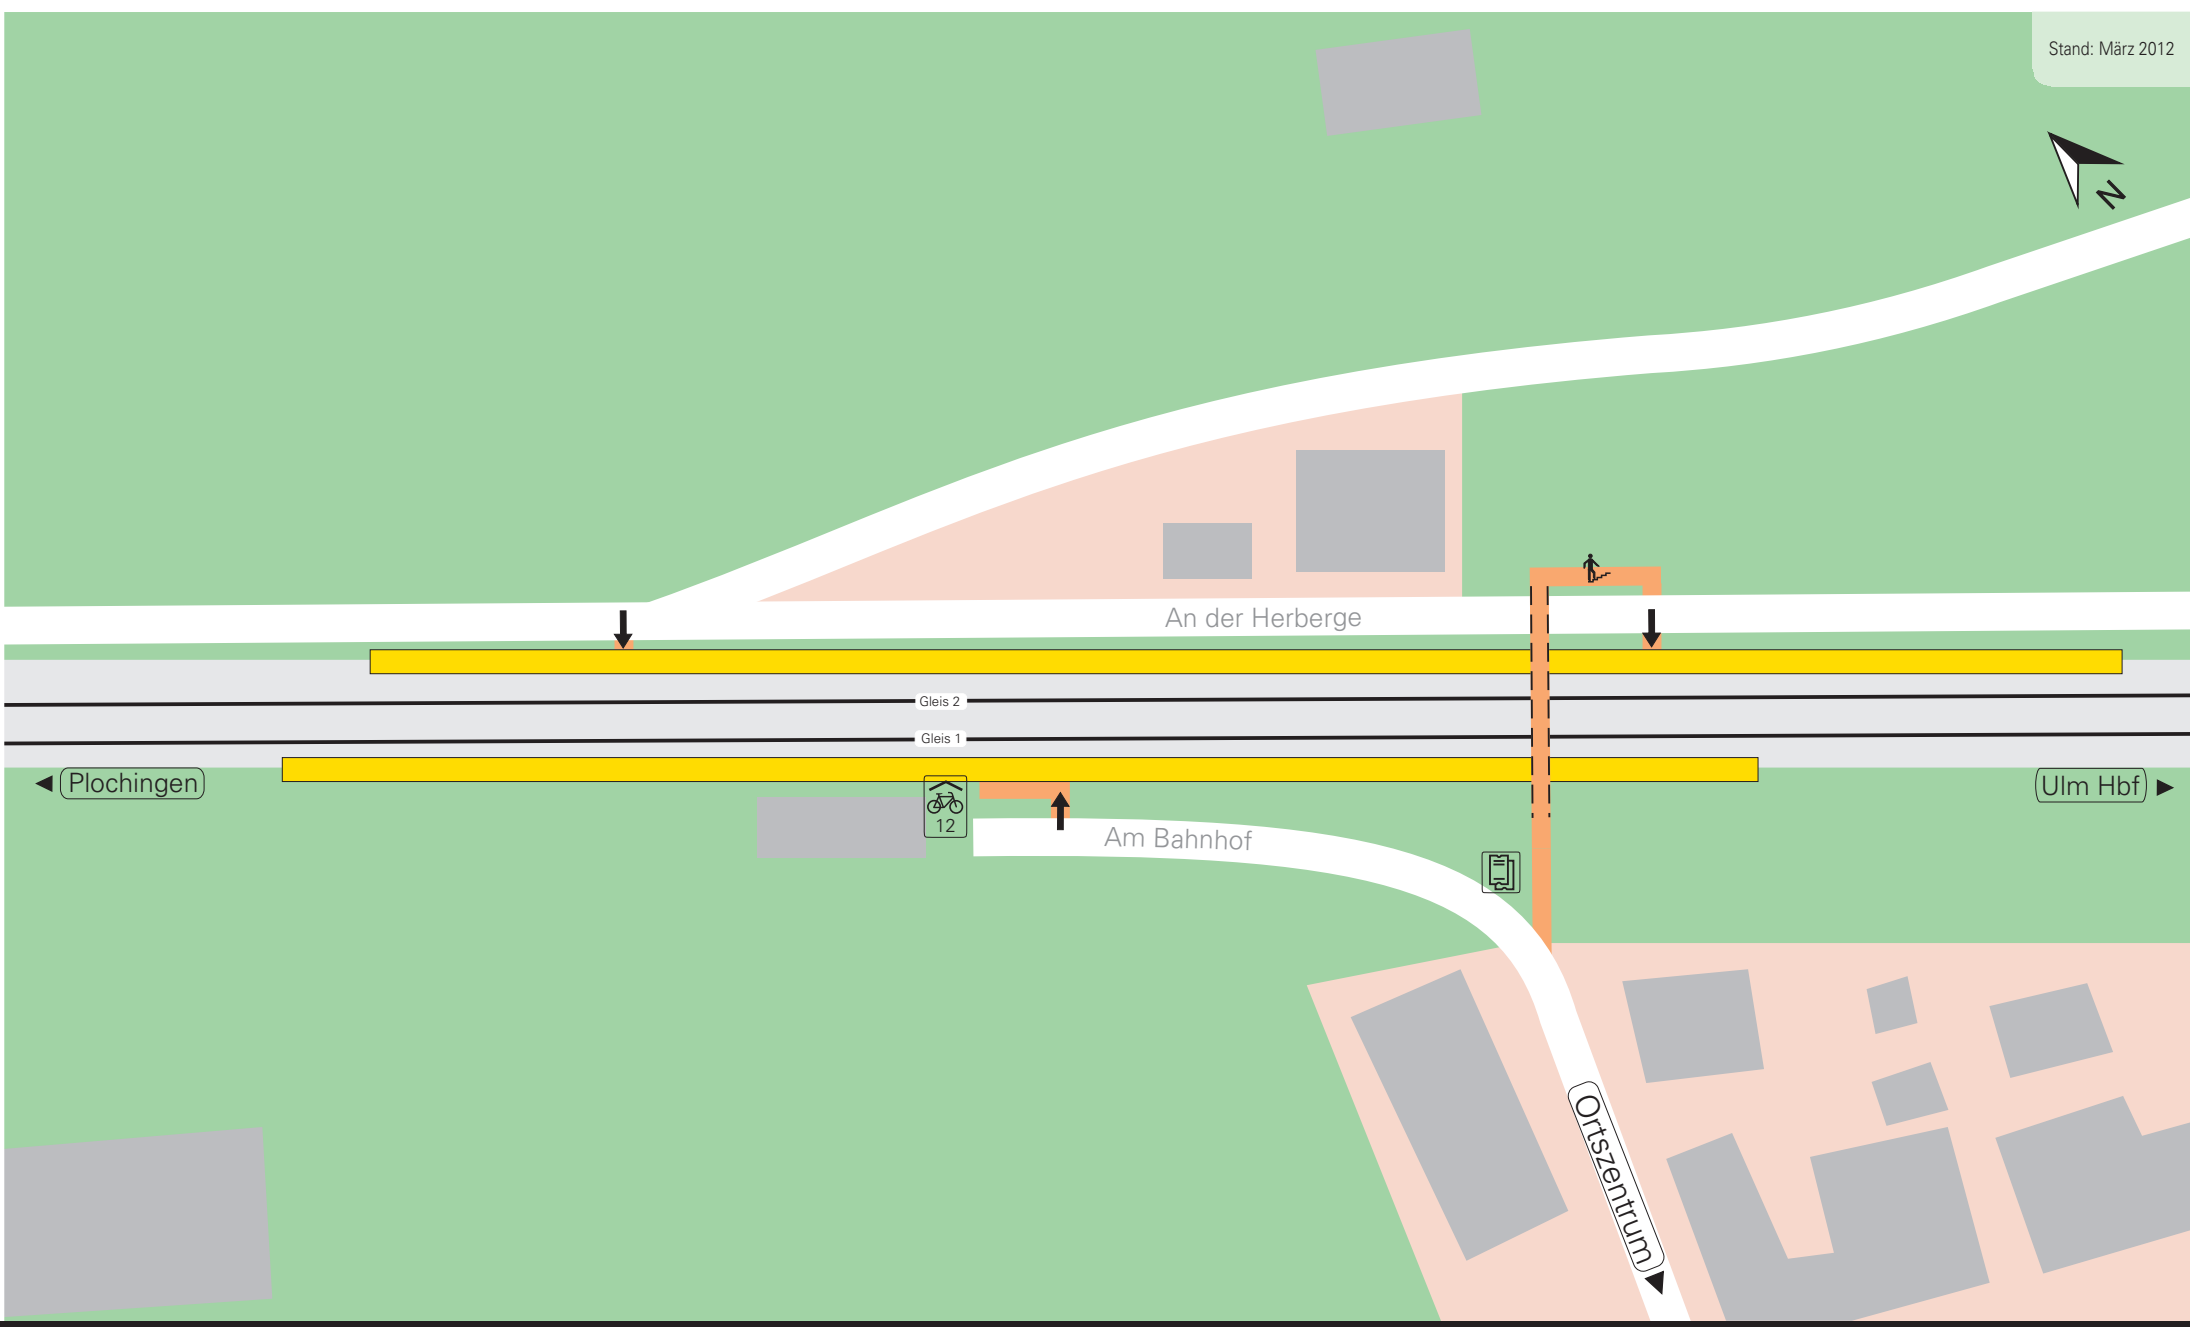 Stand: März 2012
N
An der Herberge
Gleis 2
Gleis 1
Plochingen
Ulm Hbf
12
Am Bahnhof
Ortszentrum